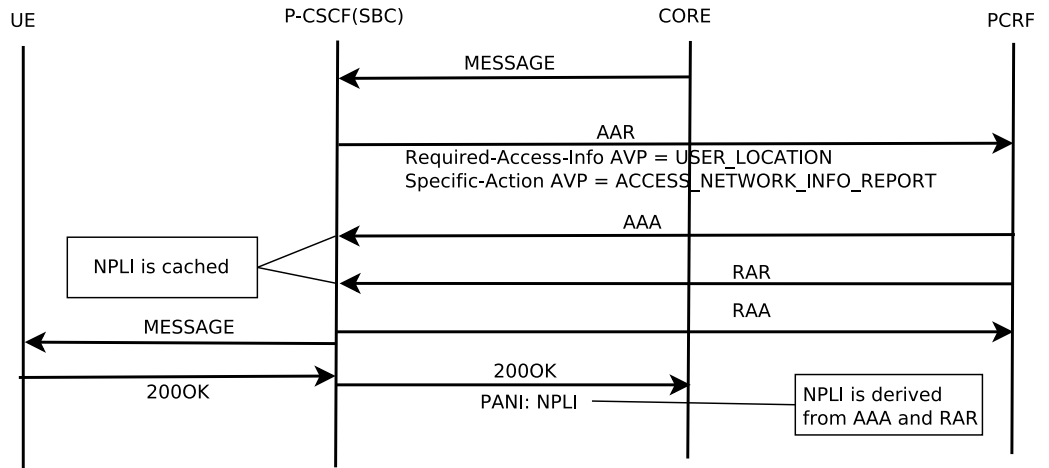 UE
P-CSCF(SBC)
CORE
PCRF
MESSAGE
AAR
Required-Access-Info AVP = USER_LOCATION
Specific-Action AVP = ACCESS_NETWORK_INFO_REPORT
AAA
NPLI is cached
RAR
RAA
MESSAGE
200OK
200OK
PANI: NPLI
NPLI is derived
from AAA and RAR